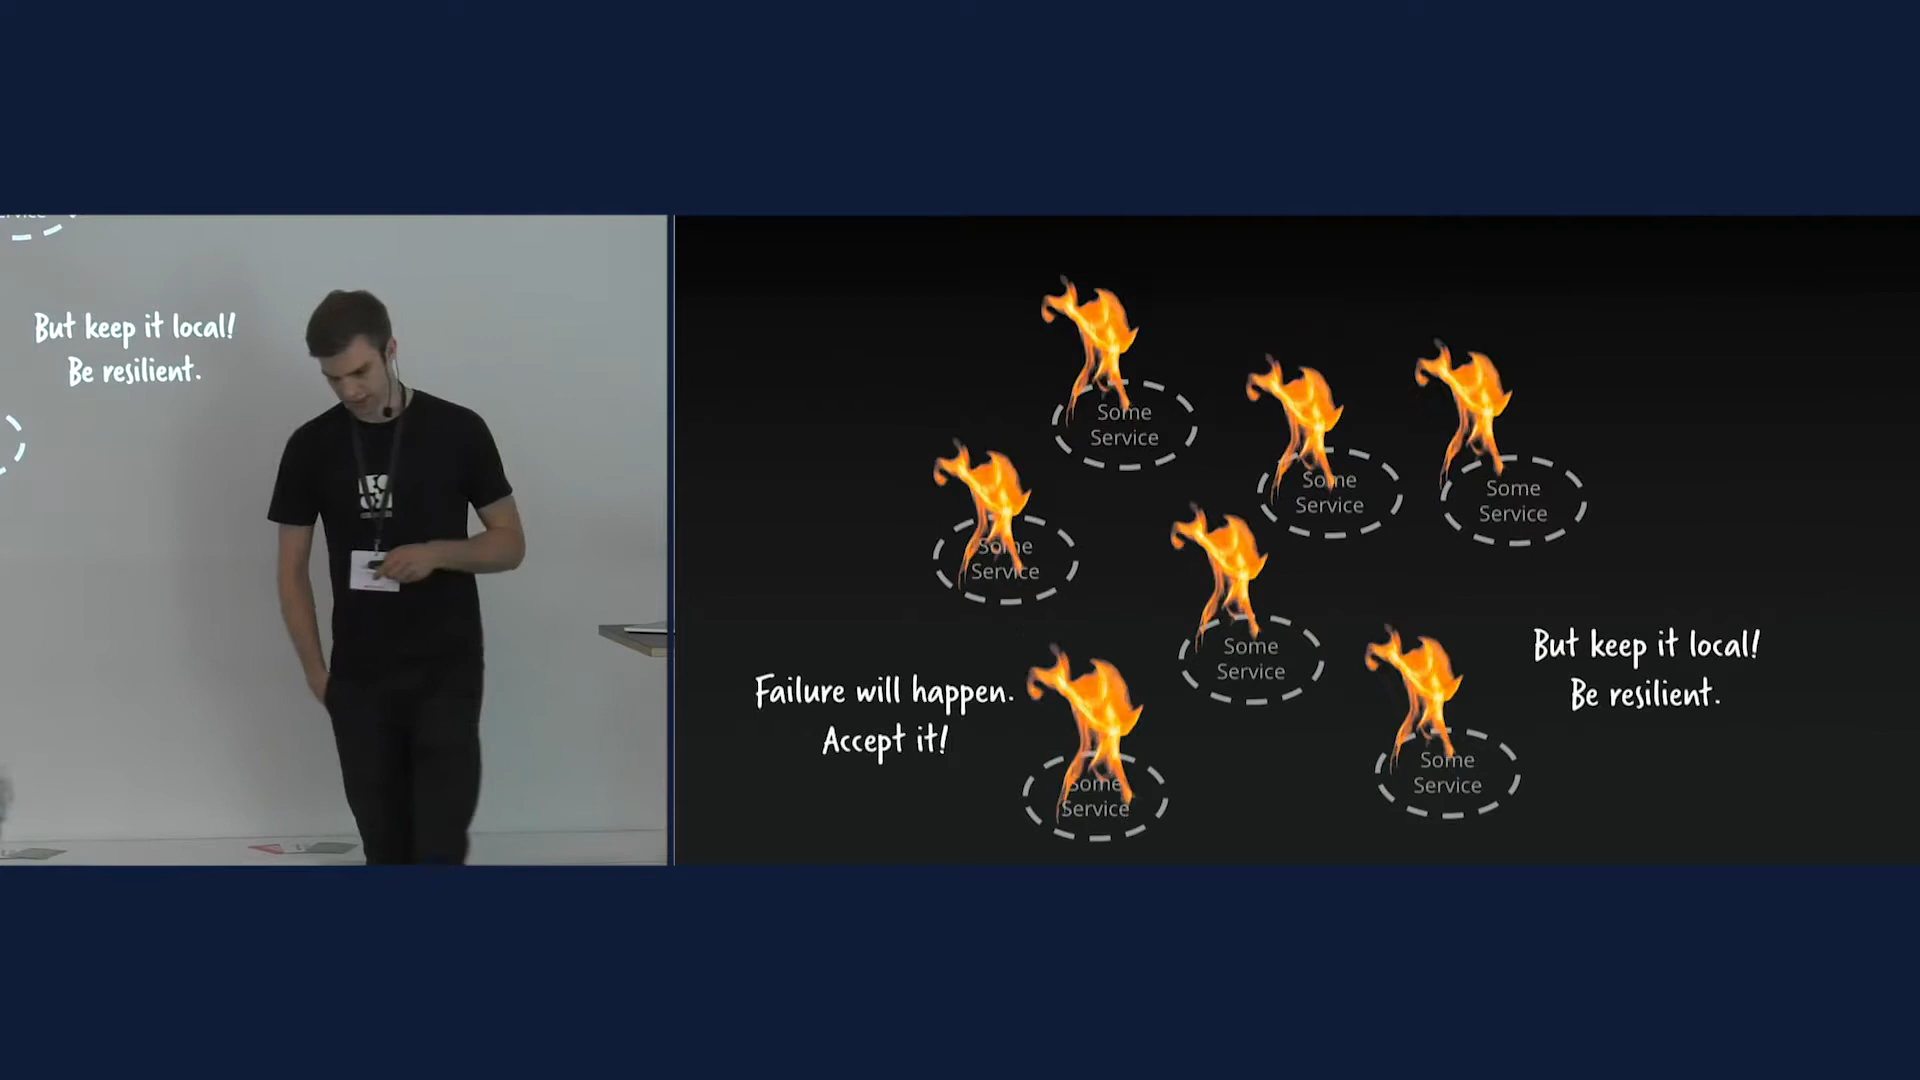 But keep it local!
Be resilient.
Some
Service
Some
Service
Some
Service
Some
Service
Some
Service
Some
Service
Some
Service
Failure will happen.
Accept it!
But keep it local!
Be resilient.